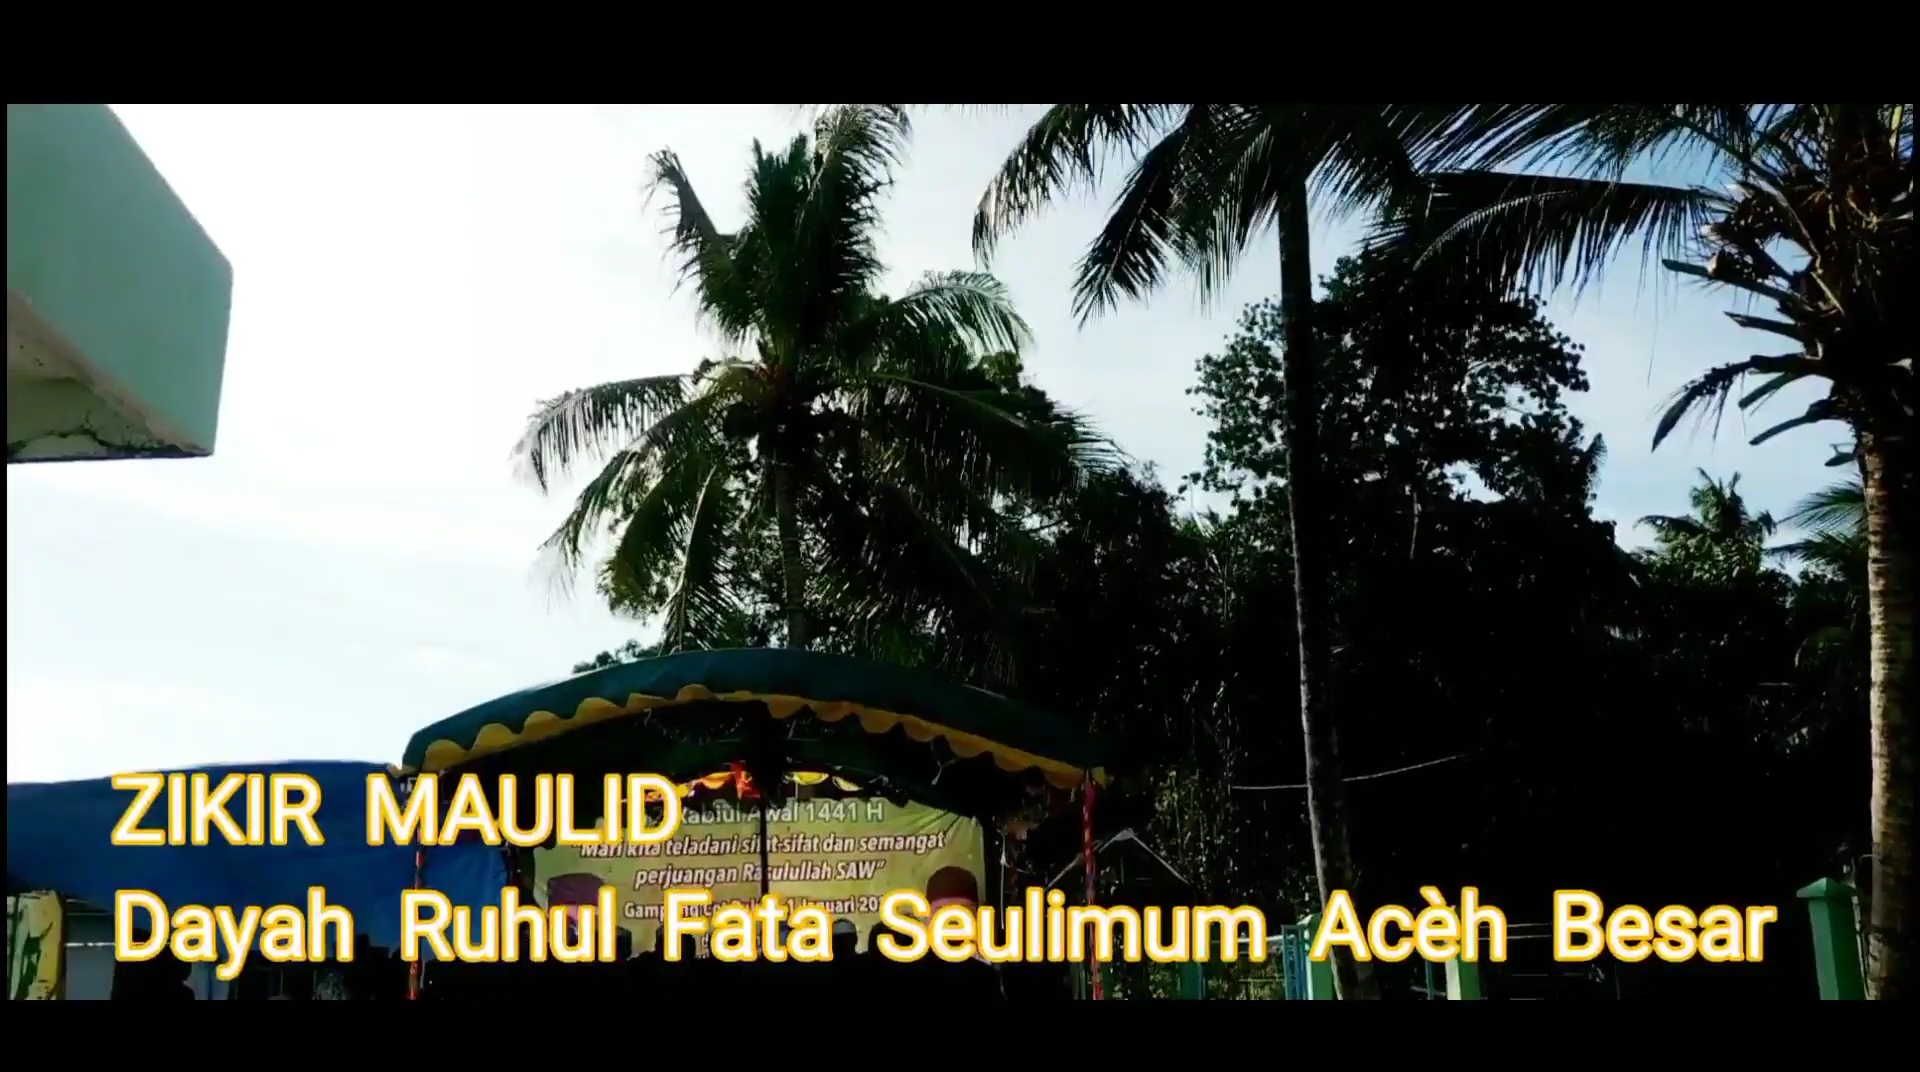 ZIKIR MAULID
Rabiul Awal 1441 H
"Mari kita teladani sifat-sifat dan semangat
perjuangan Rasulullah SAW"
Dayah Ruhul Fata Seulimum Acèh Besar